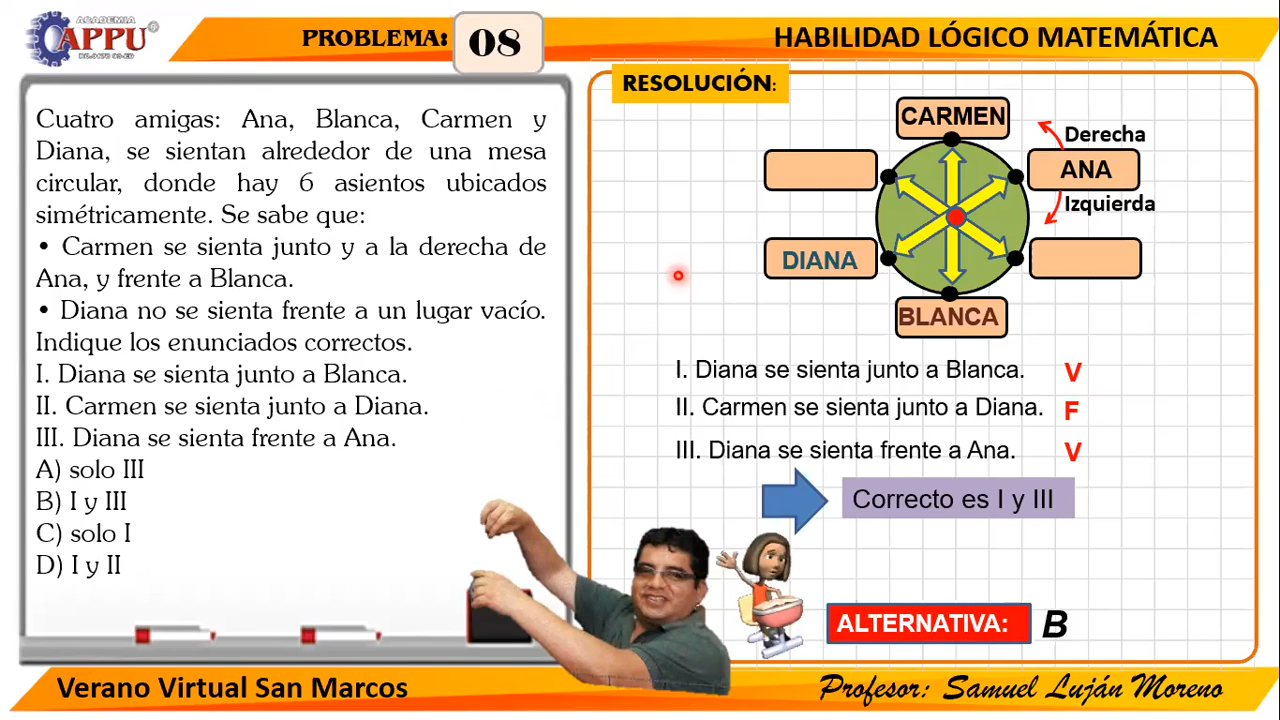 ACADEMIA
APPU
PROBLEMA:
08
HABILIDAD LÓGICO MATEMÁTICA
Cuatro amigas: Ana, Blanca, Carmen y
Diana, se sientan alrededor de una mesa
circular, donde hay 6 asientos ubicados
simétricamente. Se sabe que:
• Carmen se sienta junto y a la derecha de
Ana, y frente a Blanca.
• Diana no se sienta frente a un lugar vacío.
Indique los enunciados correctos.
I. Diana se sienta junto a Blanca.
II. Carmen se sienta junto a Diana.
III. Diana se sienta frente a Ana.
A) solo III
B) I y III
C) solo I
D) I y II
RESOLUCIÓN:
CARMEN
Derecha
ANA
Izquierda
DIANA
BLANCA
I. Diana se sienta junto a Blanca. V
II. Carmen se sienta junto a Diana. F
III. Diana se sienta frente a Ana. V
Correcto es I y III
ALTERNATIVA: B
Verano Virtual San Marcos
Profesor: Samuel Luján Moreno